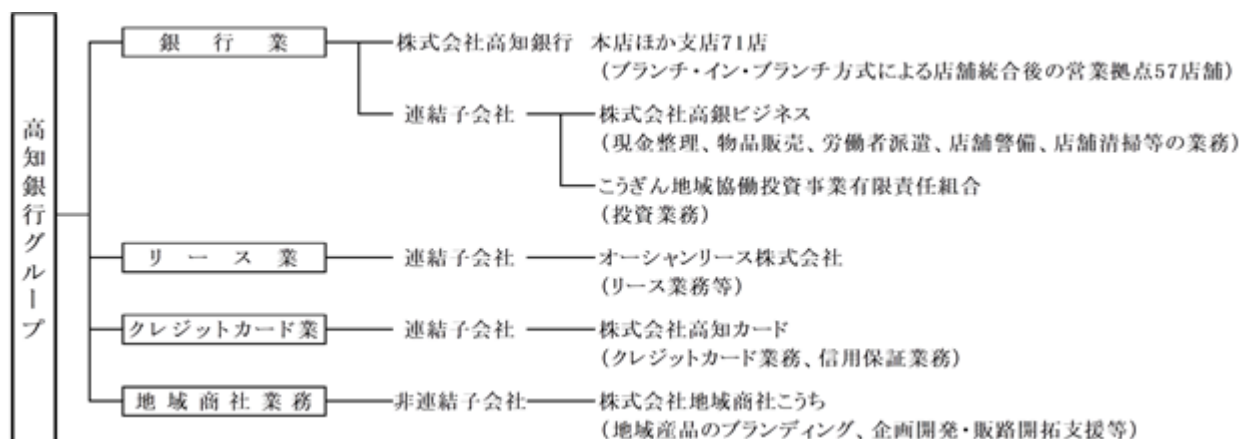 高知銀行グループ
銀行業
株式会社高知銀行 本店ほか支店71店
（ブランチ・イン・ブランチ方式による店舗統合後の営業拠点57店舗）
連結子会社
株式会社高銀ビジネス
（現金整理、物品販売、労働者派遣、店舗警備、店舗清掃等の業務）
こうぎん地域協働投資事業有限責任組合
（投資業務）
リース業
連結子会社
オーシャンリース株式会社
（リース業務等）
クレジットカード業
連結子会社
株式会社高知カード
（クレジットカード業務、信用保証業務）
地域商社業務
非連結子会社
株式会社地域商社こうち
（地域産品のブランディング、企画開発・販路開拓支援等）